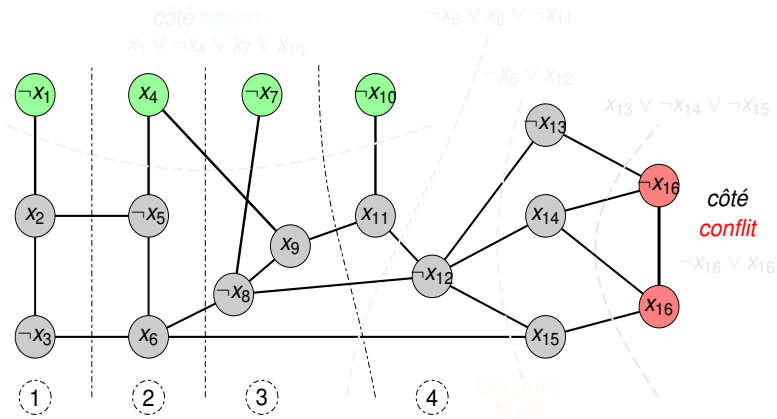 côté raison
x1 ∨ ¬x4 ∨ x7 ∨ x10
¬x6 ∨ x8 ∨ ¬x11
¬x6 ∨ x12
x13 ∨ ¬x14 ∨ ¬x15
¬x1
x4
¬x7
¬x10
¬x13
¬x16
x2
¬x5
x9
x11
x14
côté
conflit
¬x12
¬x16 ∨ x16
¬x8
x16
¬x3
x6
x15
1
2
3
4
Coupure
FUIP